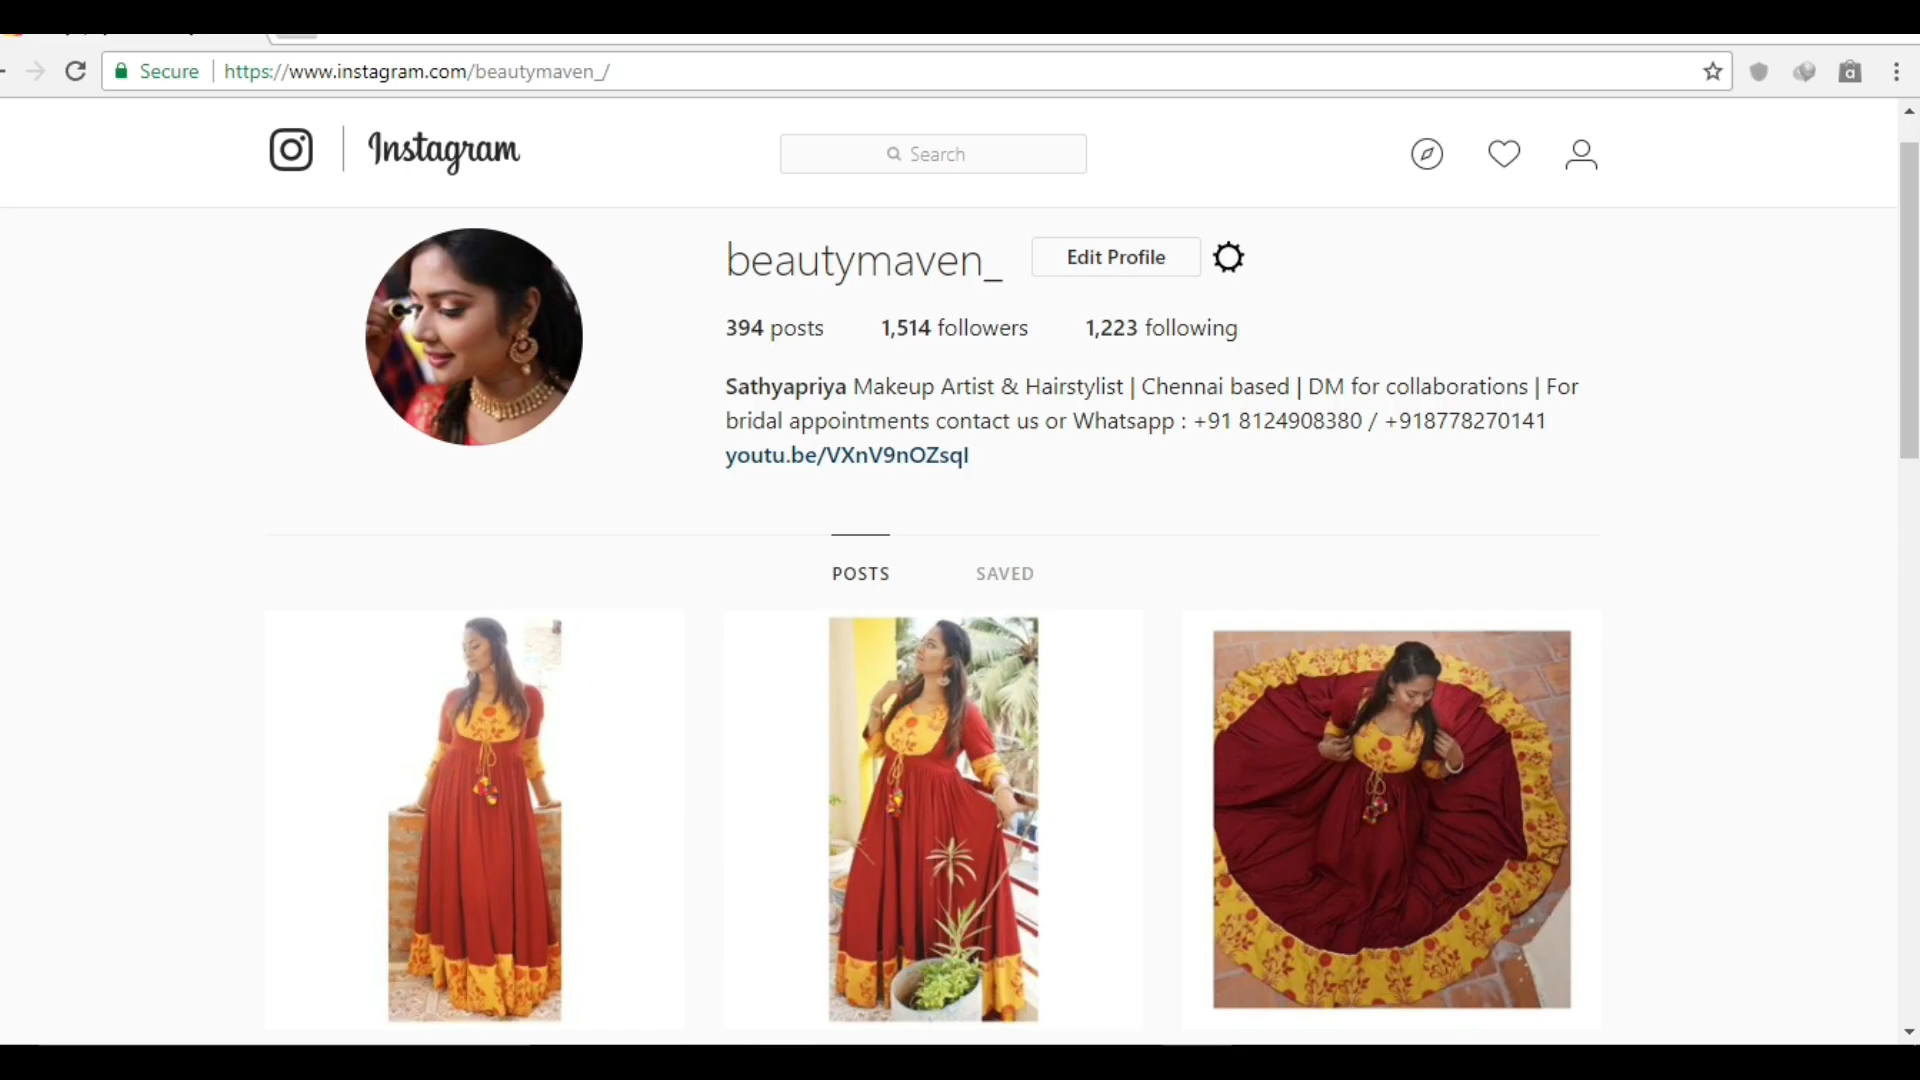 Secure https://www.instagram.com/beautymaven_/
Instagram
Search
beautymaven_ Edit Profile
394 posts 1,514 followers 1,223 following
Sathyapriya Makeup Artist & Hairstylist | Chennai based | DM for collaborations | For
bridal appointments contact us or Whatsapp : +91 8124908380 / +918778270141
youtu.be/VXnV9nOZsqI
POSTS SAVED